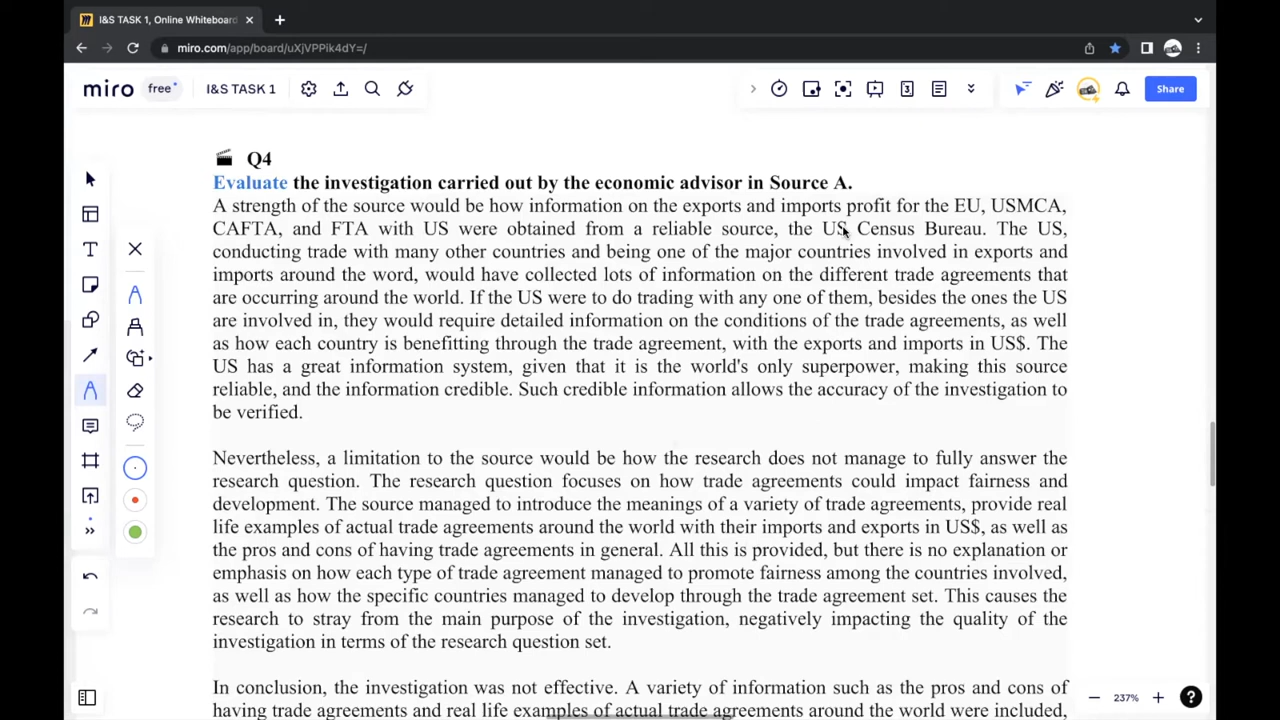 I&S TASK 1, Online Whiteboard
miro.com/app/board/uXjVPPik4dY=/
miro free I&S TASK 1
3
Share
Q4
Evaluate the investigation carried out by the economic advisor in Source A.
A strength of the source would be how information on the exports and imports profit for the EU, USMCA,
CAFTA, and FTA with US were obtained from a reliable source, the US Census Bureau. The US,
conducting trade with many other countries and being one of the major countries involved in exports and
imports around the word, would have collected lots of information on the different trade agreements that
are occurring around the world. If the US were to do trading with any one of them, besides the ones the US
are involved in, they would require detailed information on the conditions of the trade agreements, as well
as how each country is benefitting through the trade agreement, with the exports and imports in US$. The
US has a great information system, given that it is the world's only superpower, making this source
reliable, and the information credible. Such credible information allows the accuracy of the investigation to
be verified.
Nevertheless, a limitation to the source would be how the research does not manage to fully answer the
research question. The research question focuses on how trade agreements could impact fairness and
development. The source managed to introduce the meanings of a variety of trade agreements, provide real
life examples of actual trade agreements around the world with their imports and exports in US$, as well as
the pros and cons of having trade agreements in general. All this is provided, but there is no explanation or
emphasis on how each type of trade agreement managed to promote fairness among the countries involved,
as well as how the specific countries managed to develop through the trade agreement set. This causes the
research to stray from the main purpose of the investigation, negatively impacting the quality of the
investigation in terms of the research question set.
In conclusion, the investigation was not effective. A variety of information such as the pros and cons of
having trade agreements and real life examples of actual trade agreements around the world were included,
237%